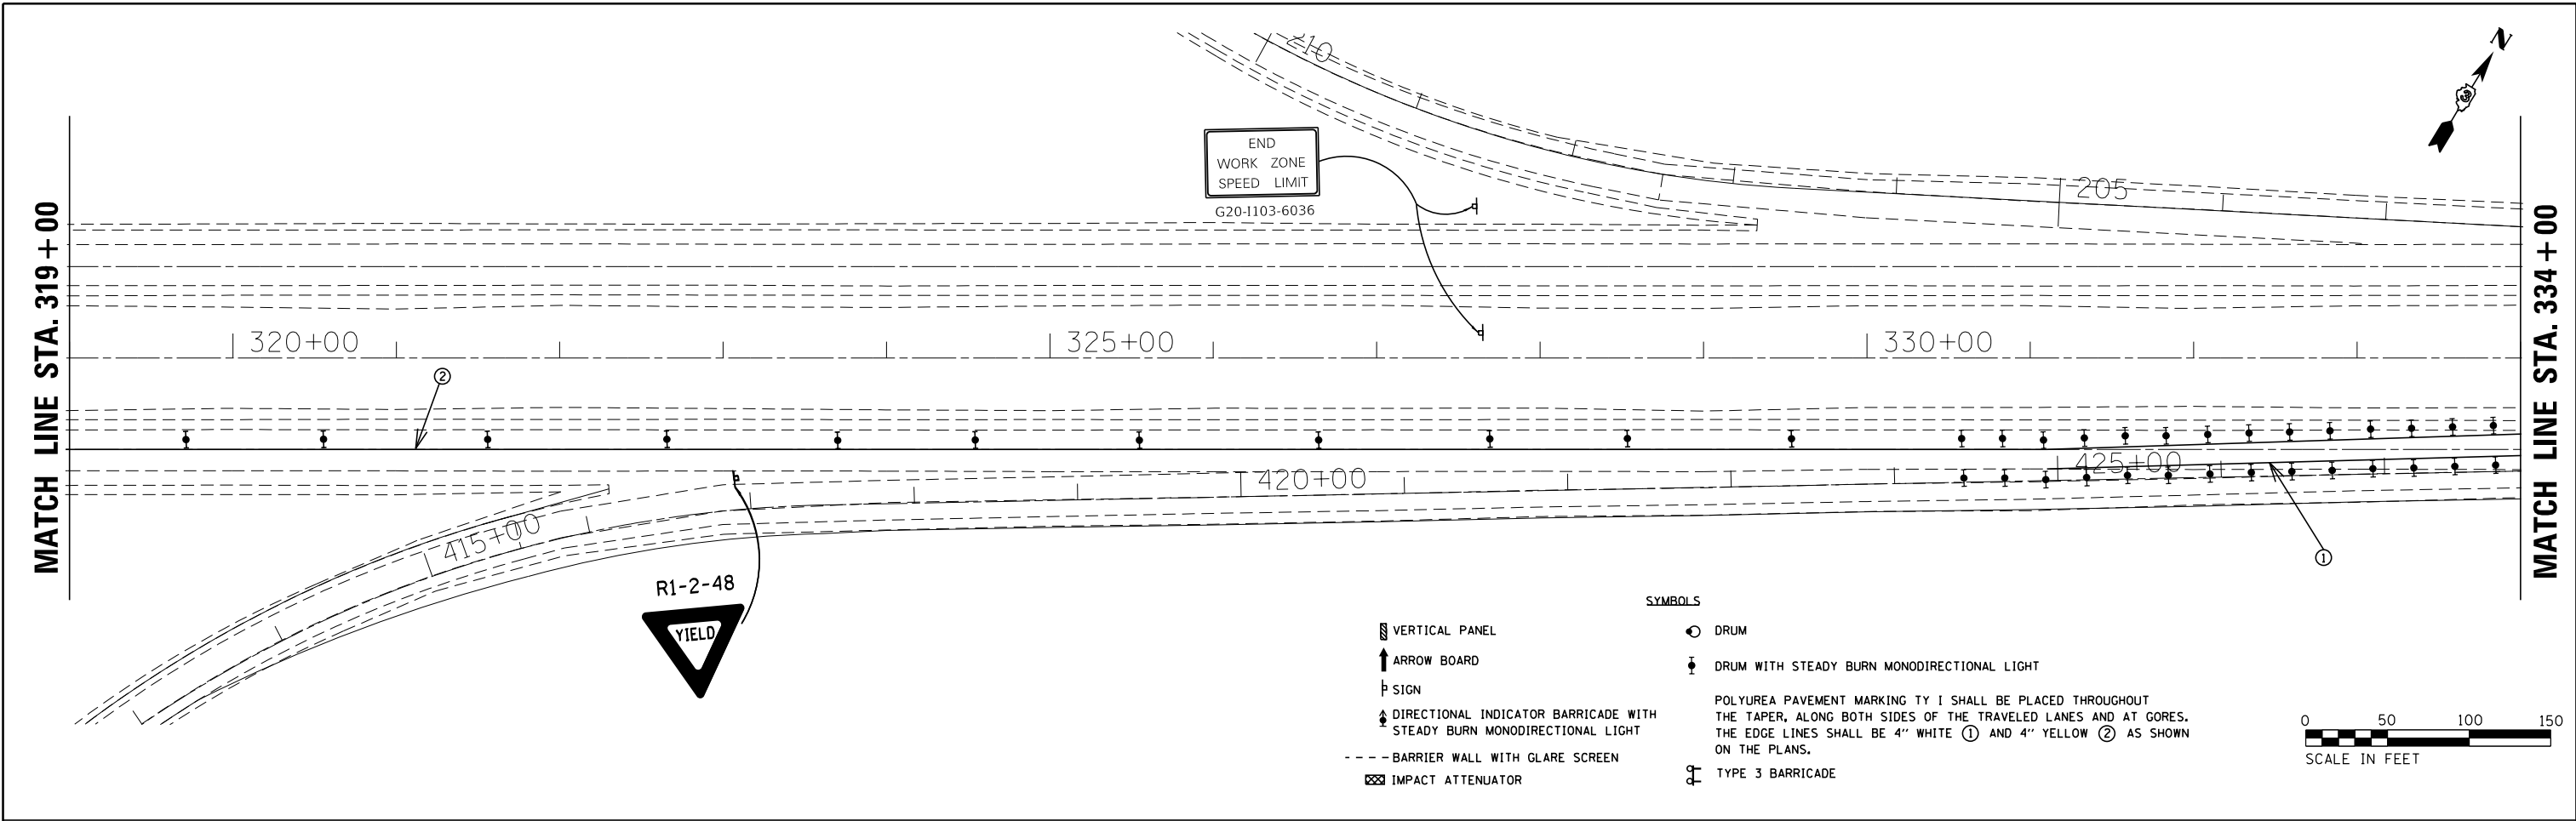 210
N
3
END
WORK ZONE
SPEED LIMIT
G20-I103-6036
205
MATCH LINE STA. 319+00
MATCH LINE STA. 334+00
320+00
325+00
330+00
2
415+00
420+00
425+00
1
R1-2-48
YIELD
SYMBOLS
VERTICAL PANEL
ARROW BOARD
SIGN
DIRECTIONAL INDICATOR BARRICADE WITH
STEADY BURN MONODIRECTIONAL LIGHT
BARRIER WALL WITH GLARE SCREEN
IMPACT ATTENUATOR
DRUM
DRUM WITH STEADY BURN MONODIRECTIONAL LIGHT
POLYUREA PAVEMENT MARKING TY I SHALL BE PLACED THROUGHOUT
THE TAPER, ALONG BOTH SIDES OF THE TRAVELED LANES AND AT GORES.
THE EDGE LINES SHALL BE 4" WHITE 1 AND 4" YELLOW 2 AS SHOWN
ON THE PLANS.
TYPE 3 BARRICADE
0 50 100 150
SCALE IN FEET